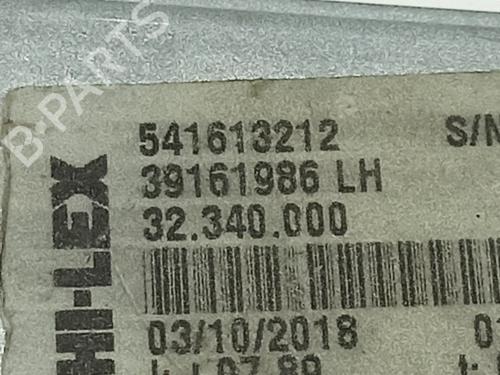 B-PARTS
HI-LEX
541613212 S/N
39161986 LH
32.340.000
03/10/2018